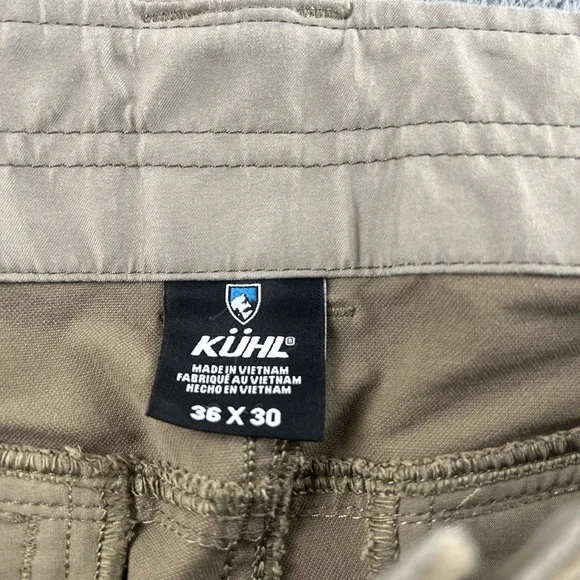 KÜHL®
MADE IN VIETNAM
FABRIQUÉ AU VIETNAM
HECHO EN VIETNAM
36 X 30